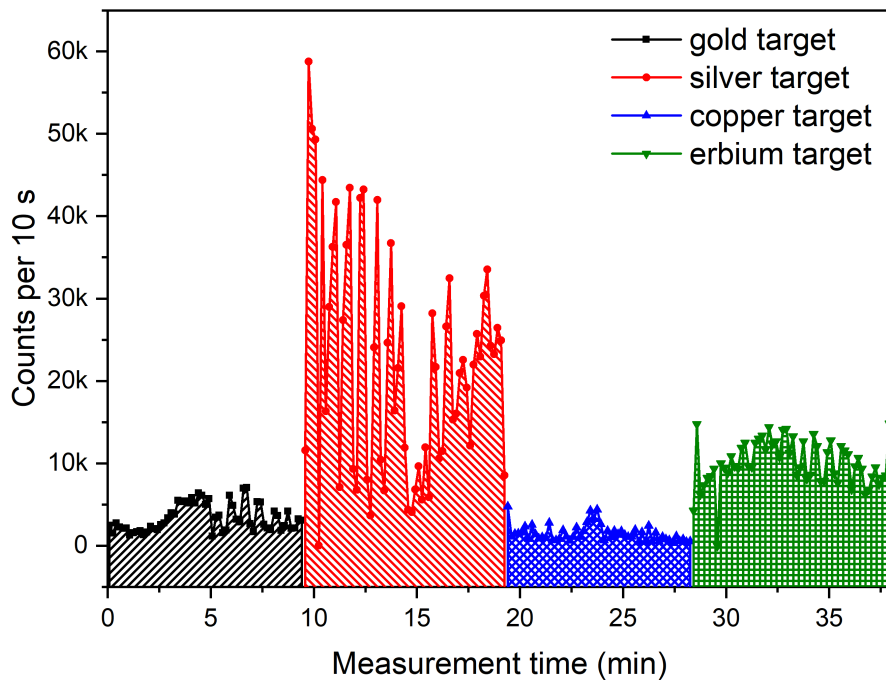 60k
50k
40k
30k
20k
10k
0
Counts per 10 s
gold target
silver target
copper target
erbium target
0 5 10 15 20 25 30 35
Measurement time (min)